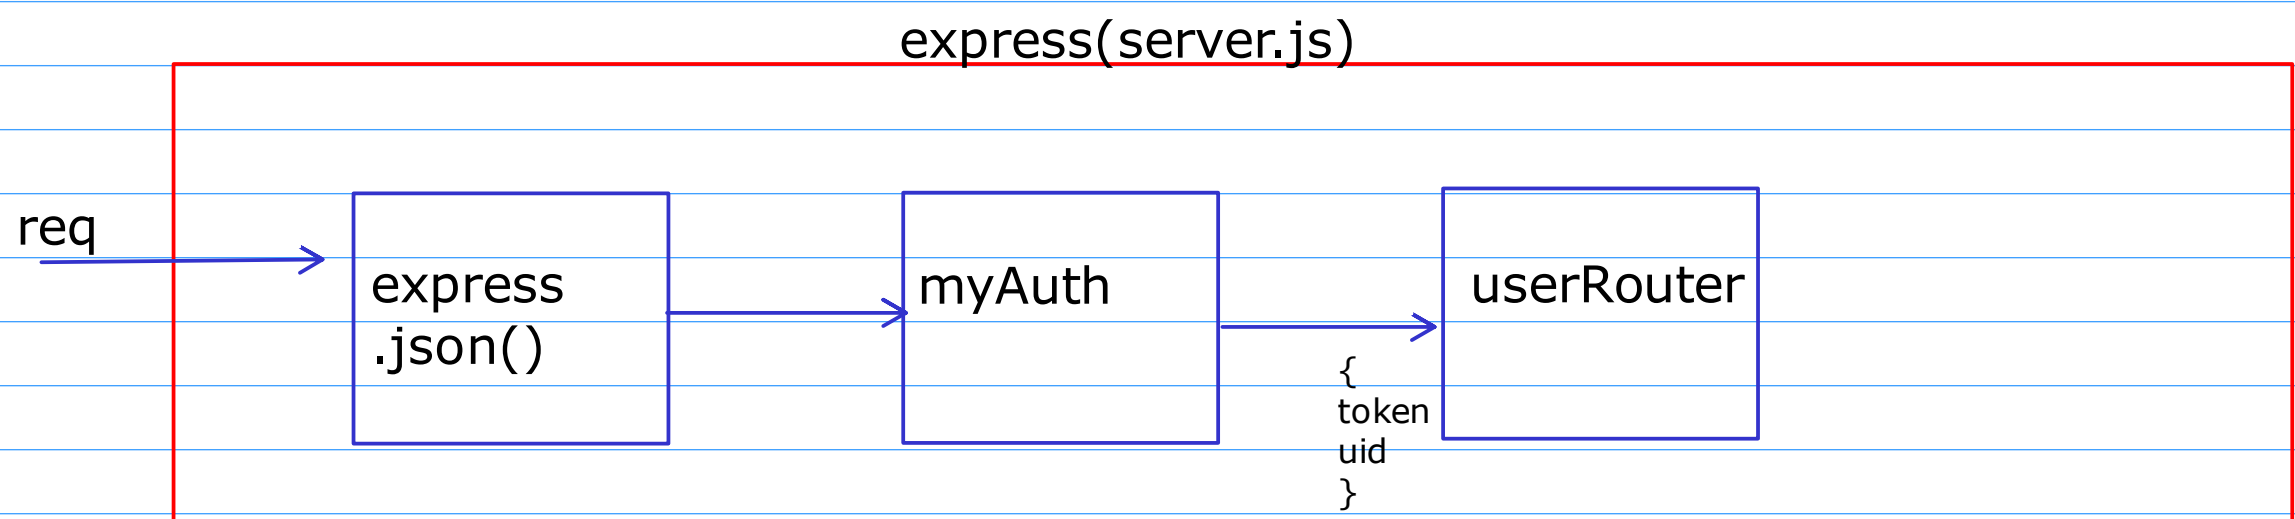 express(server.js)
req
express
.json()
myAuth
userRouter
{
token
uid
}